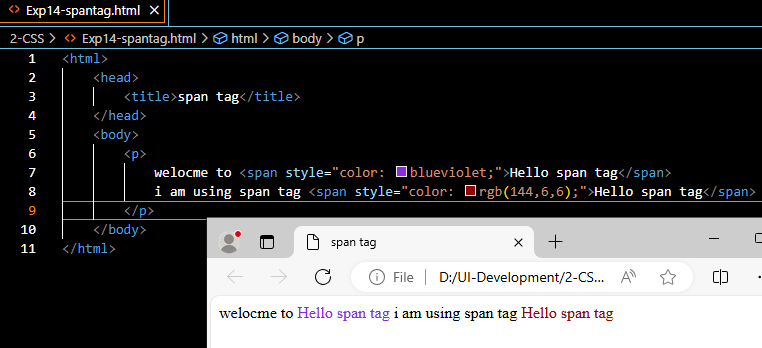 Exp14-spantag.html ×
2-CSS > Exp14-spantag.html > html > body > p
1 <html>
2 <head>
3 <title>span tag</title>
4 </head>
5 <body>
6 <p>
7 welocme to <span style="color: blueviolet;">Hello span tag</span>
8 i am using span tag <span style="color: rgb(144,6,6);">Hello span tag</span>
9 </p>
10 </body>
11 </html>
span tag
File | D:/UI-Development/2-CS...
welocme to Hello span tag i am using span tag Hello span tag